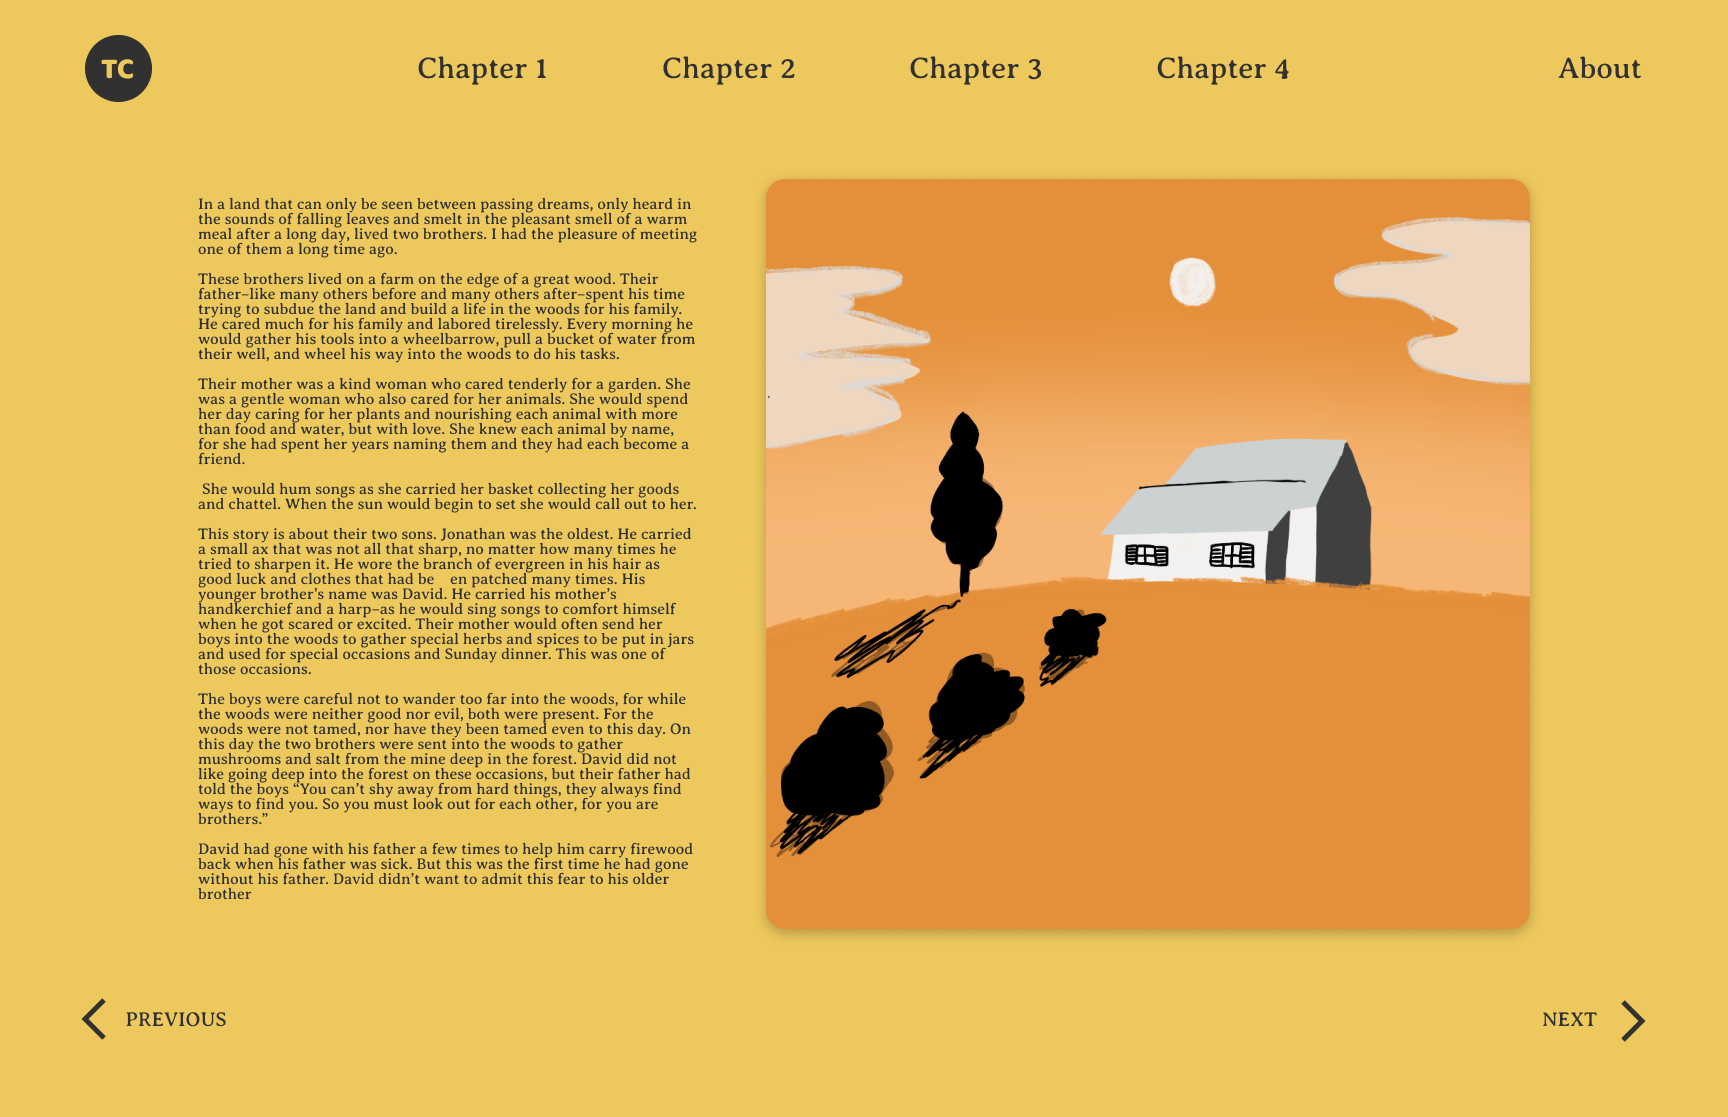 TC
Chapter 1
Chapter 2
Chapter 3
Chapter 4
About
In a land that can only be seen between passing dreams, only heard in
the sounds of falling leaves and smelt in the pleasant smell of a warm
meal after a long day, lived two brothers. I had the pleasure of meeting
one of them a long time ago.
These brothers lived on a farm on the edge of a great wood. Their
father–like many others before and many others after–spent his time
trying to subdue the land and build a life in the woods for his family.
He cared much for his family and labored tirelessly. Every morning he
would gather his tools into a wheelbarrow, pull a bucket of water from
their well, and wheel his way into the woods to do his tasks.
Their mother was a kind woman who cared tenderly for a garden. She
was a gentle woman who also cared for her animals. She would spend
her day caring for her plants and nourishing each animal with more
than food and water, but with love. She knew each animal by name,
for she had spent her years naming them and they had each become a
friend.
She would hum songs as she carried her basket collecting her goods
and chattel. When the sun would begin to set she would call out to her.
This story is about their two sons. Jonathan was the oldest. He carried
a small ax that was not all that sharp, no matter how many times he
tried to sharpen it. He wore the branch of evergreen in his hair as
good luck and clothes that had be    en patched many times. His
younger brother’s name was David. He carried his mother’s
handkerchief and a harp–as he would sing songs to comfort himself
when he got scared or excited. Their mother would often send her
boys into the woods to gather special herbs and spices to be put in jars
and used for special occasions and Sunday dinner. This was one of
those occasions.
The boys were careful not to wander too far into the woods, for while
the woods were neither good nor evil, both were present. For the
woods were not tamed, nor have they been tamed even to this day. On
this day the two brothers were sent into the woods to gather
mushrooms and salt from the mine deep in the forest. David did not
like going deep into the forest on these occasions, but their father had
told the boys “You can’t shy away from hard things, they always find
ways to find you. So you must look out for each other, for you are
brothers.”
David had gone with his father a few times to help him carry firewood
back when his father was sick. But this was the first time he had gone
without his father. David didn’t want to admit this fear to his older
brother
PREVIOUS
NEXT